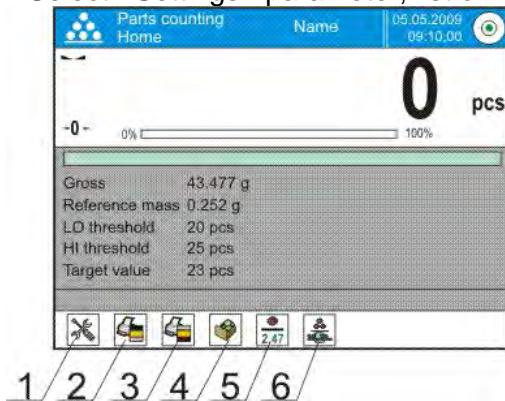 Parts counting
Home
Name
05.05.2009
09:10;00
0
pcs
-0-
0%
100%
Gross 43.477 g
Reference mass 0.252 g
LO threshold 20 pcs
HI threshold 25 pcs
Target value 23 pcs
2,47
1 2 3 4 5 6